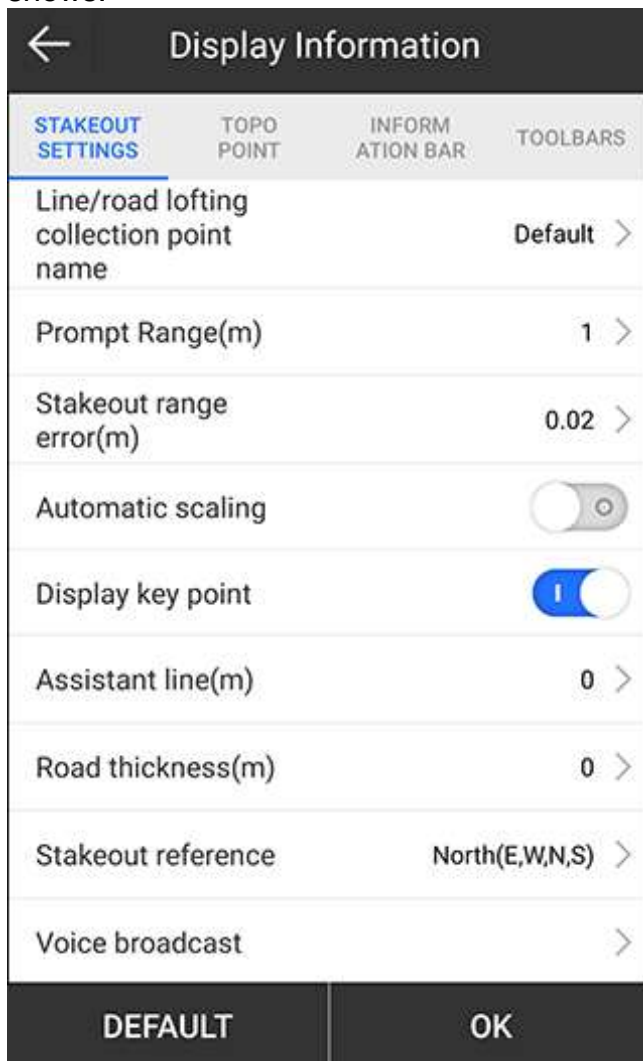 Display Information
STAKEOUT
SETTINGS
TOPO
POINT
INFORM
ATION BAR
TOOLBARS
Line/road lofting
collection point
name
Default
Prompt Range(m)
1
Stakeout range
error(m)
0.02
Automatic scaling
Display key point
Assistant line(m)
0
Road thickness(m)
0
Stakeout reference
North(E,W,N,S)
Voice broadcast
DEFAULT
OK